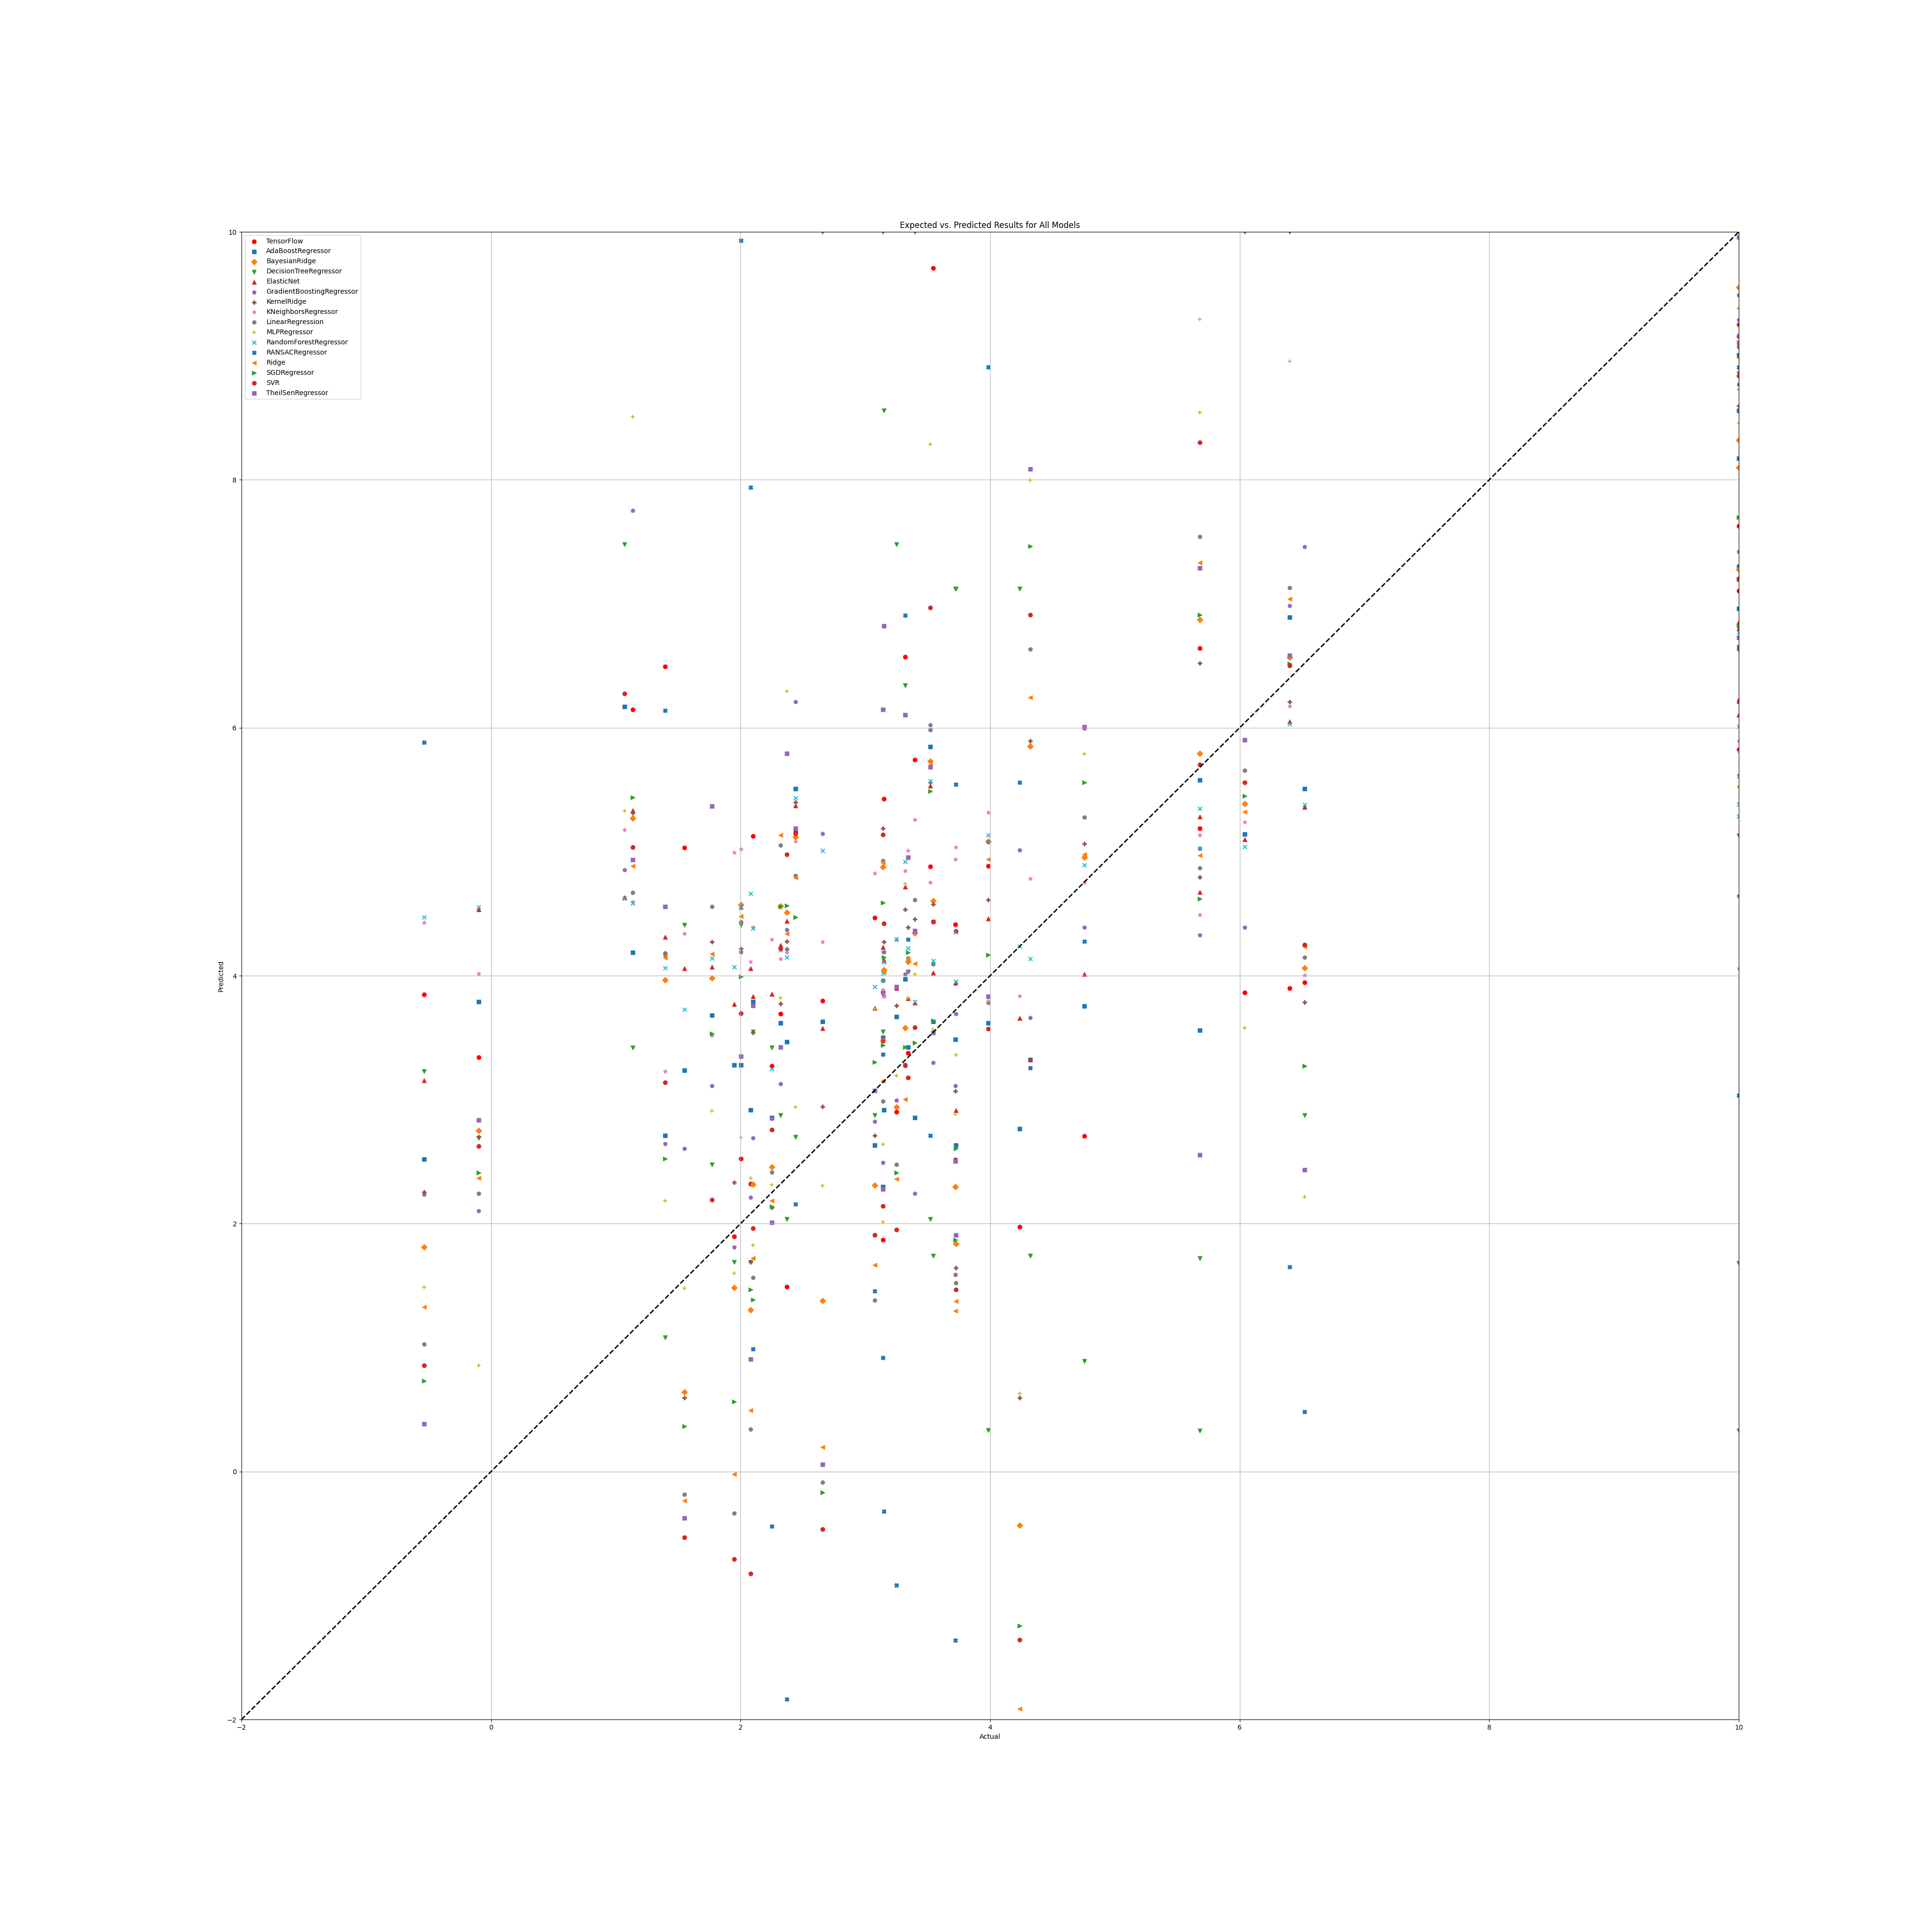 Expected vs. Predicted Results for All Models
TensorFlow
AdaBoostRegressor
BayesianRidge
DecisionTreeRegressor
ElasticNet
GradientBoostingRegressor
KernelRidge
KNeighborsRegressor
LinearRegression
MLPRegressor
RandomForestRegressor
RANSACRegressor
Ridge
SGDRegressor
SVR
TheilSenRegressor
10
8
6
4
2
0
−2
Predicted
−2 0 2 4 6 8 10
Actual